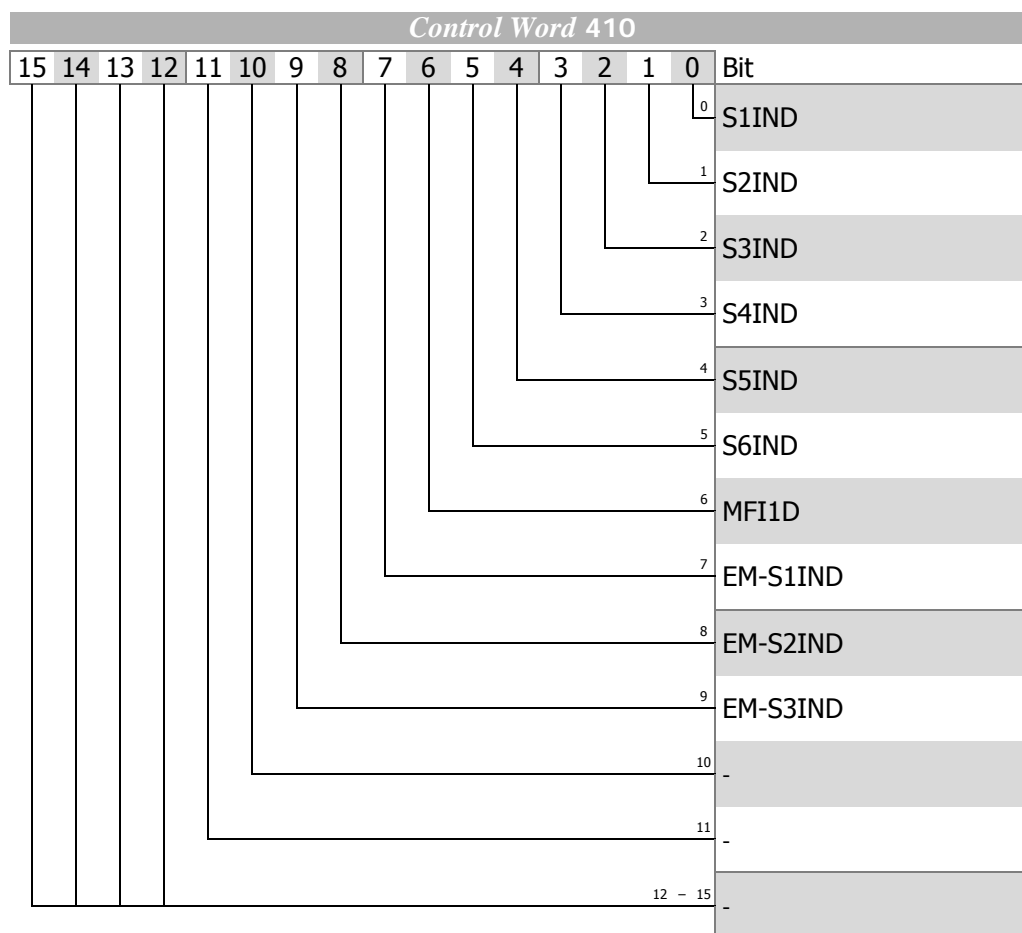 Control Word 410
15 14 13 12 11 10 9 8 7 6 5 4 3 2 1 0 Bit
0 S1IND
1 S2IND
2 S3IND
3 S4IND
4 S5IND
5 S6IND
6 MFI1D
7 EM-S1IND
8 EM-S2IND
9 EM-S3IND
10 -
11 -
12 – 15 -